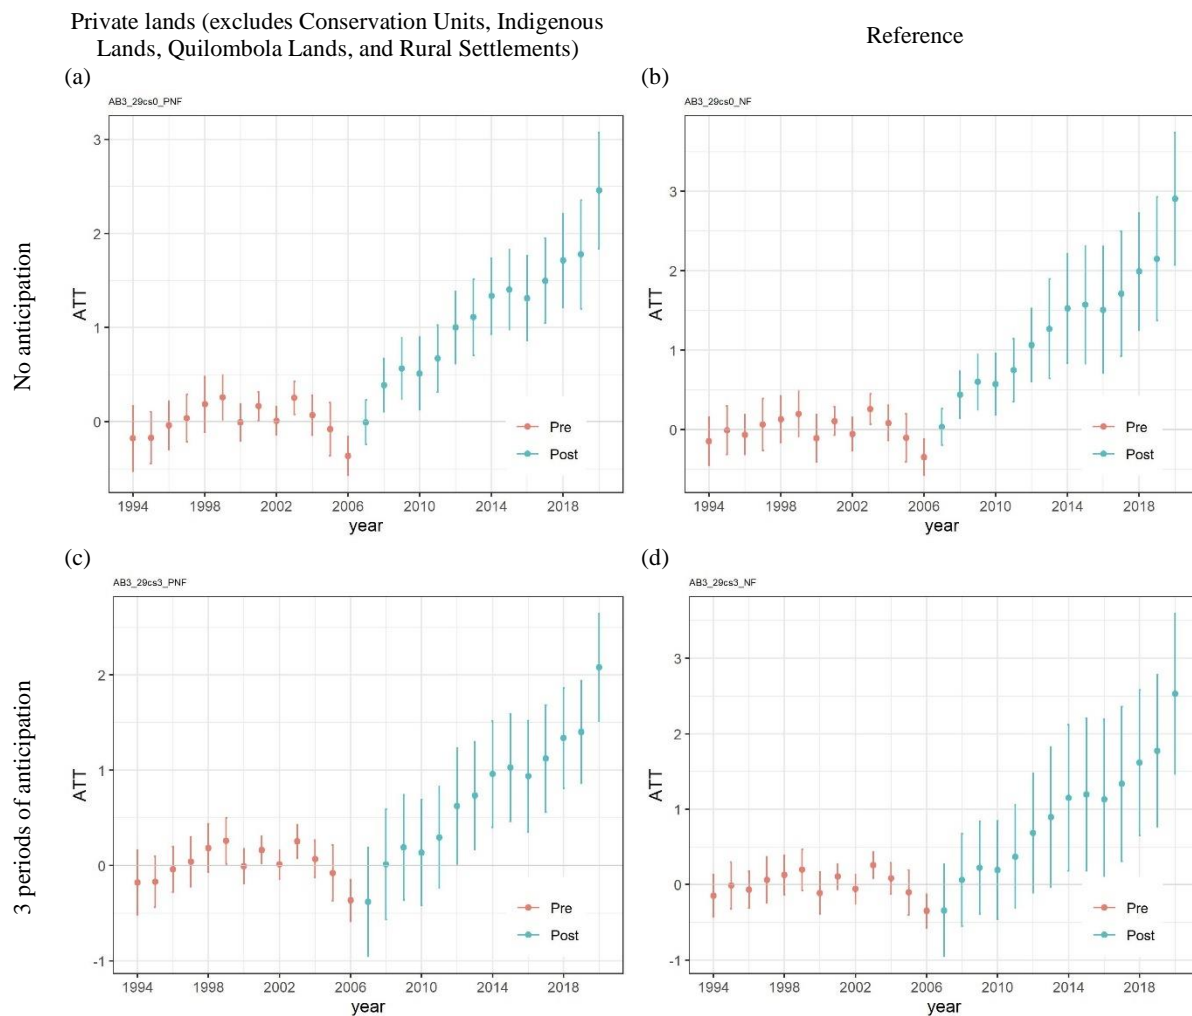 Private lands (excludes Conservation Units, Indigenous
Lands, Quilombola Lands, and Rural Settlements)
Reference
No anticipation
(a)
AB3_29cs0_PNF
3
2
1
0
ATT
1994
1998
2002
2006
2010
2014
2018
year
Pre
Post
(b)
AB3_29cs0_NF
3
2
1
0
ATT
1994
1998
2002
2006
2010
2014
2018
year
Pre
Post
3 periods of anticipation
(c)
AB3_29cs3_PNF
2
1
0
-1
ATT
1994
1998
2002
2006
2010
2014
2018
year
Pre
Post
(d)
AB3_29cs3_NF
3
2
1
0
-1
ATT
1994
1998
2002
2006
2010
2014
2018
year
Pre
Post